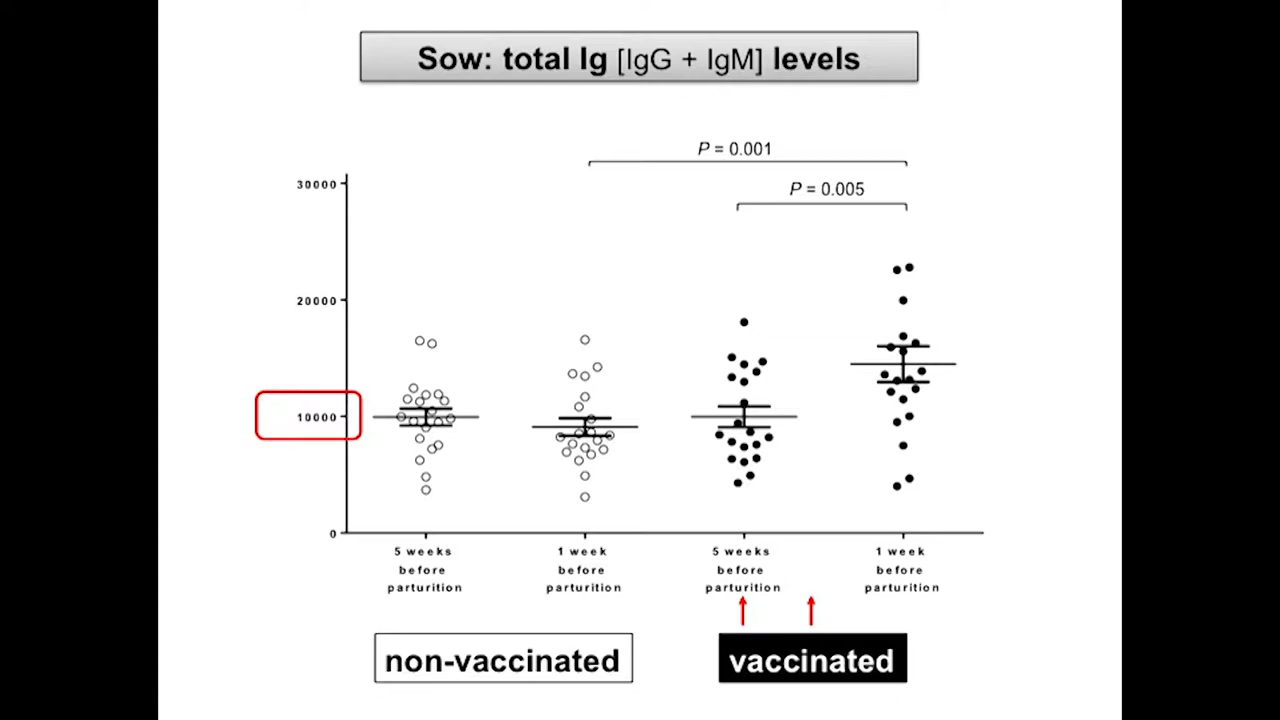 Sow: total Ig [IgG + IgM] levels
P = 0.001
P = 0.005
30000
20000
10000
0
5 weeks before parturition
1 week before parturition
5 weeks before parturition
1 week before parturition
non-vaccinated
vaccinated